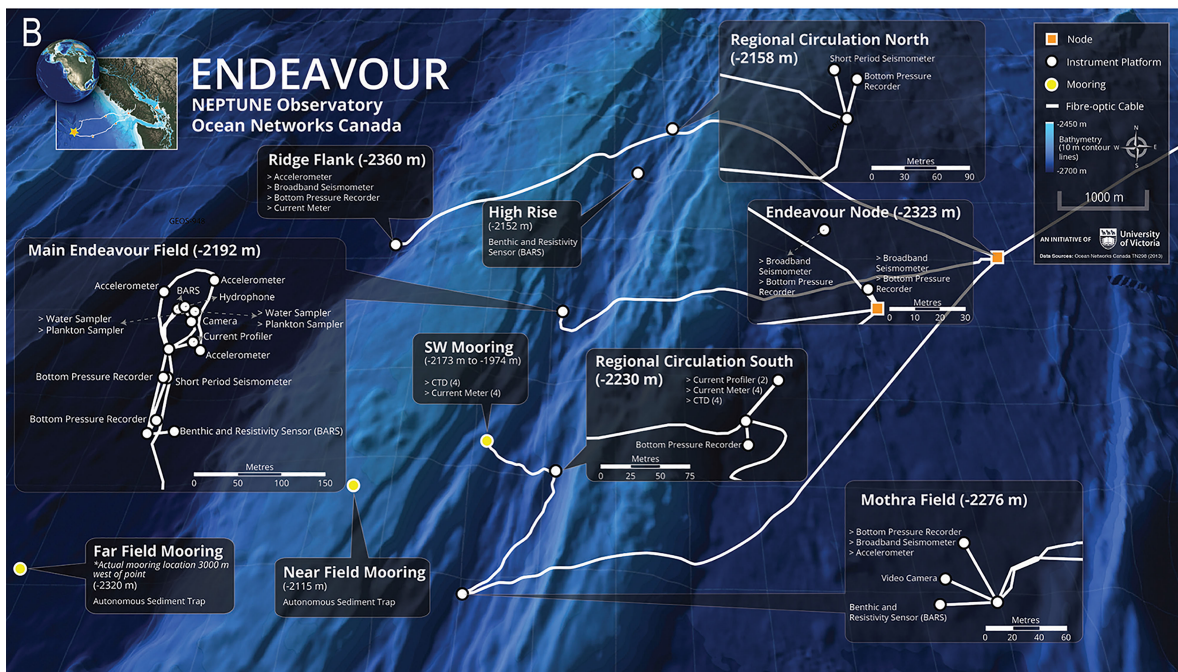 B
ENDEAVOUR
NEPTUNE Observatory
Ocean Networks Canada
Ridge Flank (-2360 m)
> Accelerometer
> Broadband Seismometer
> Bottom Pressure Recorder
> Current Meter
High Rise
(-2152 m)
Benthic and Resistivity
Sensor (BARS)
Regional Circulation North
(-2158 m)
Short Period Seismometer
Bottom Pressure
Recorder
Metres
0 30 60 90
Node
Instrument Platform
Mooring
Fibre-optic Cable
-2450 m
Bathymetry
(10 m contour
lines)
-2700 m
N
W E
S
1000 m
AN INITIATIVE OF
University
of Victoria
Data Sources: Ocean Networks Canada TN298 (2013)
Endeavour Node (-2323 m)
> Broadband
Seismometer
> Bottom Pressure
Recorder
> Broadband
Seismometer
> Bottom Pressure
Recorder
Metres
0 10 20 30
Main Endeavour Field (-2192 m)
Accelerometer
BARS
Accelerometer
Hydrophone
> Water Sampler
> Plankton Sampler
Camera
> Water Sampler
> Plankton Sampler
Current Profiler
Accelerometer
Bottom Pressure Recorder
Short Period Seismometer
Bottom Pressure Recorder
Benthic and Resistivity Sensor (BARS)
Metres
0 50 100 150
SW Mooring
(-2173 m to -1974 m)
> CTD (4)
> Current Meter (4)
Regional Circulation South
(-2230 m)
> Current Profiler (2)
> Current Meter (4)
> CTD (4)
Bottom Pressure Recorder
Metres
0 25 50 75
Far Field Mooring
*Actual mooring location 3000 m
west of point
(-2320 m)
Autonomous Sediment Trap
Near Field Mooring
(-2115 m)
Autonomous Sediment Trap
Mothra Field (-2276 m)
> Bottom Pressure Recorder
> Broadband Seismometer
> Accelerometer
Video Camera
Benthic and
Resistivity Sensor (BARS)
Metres
0 20 40 60